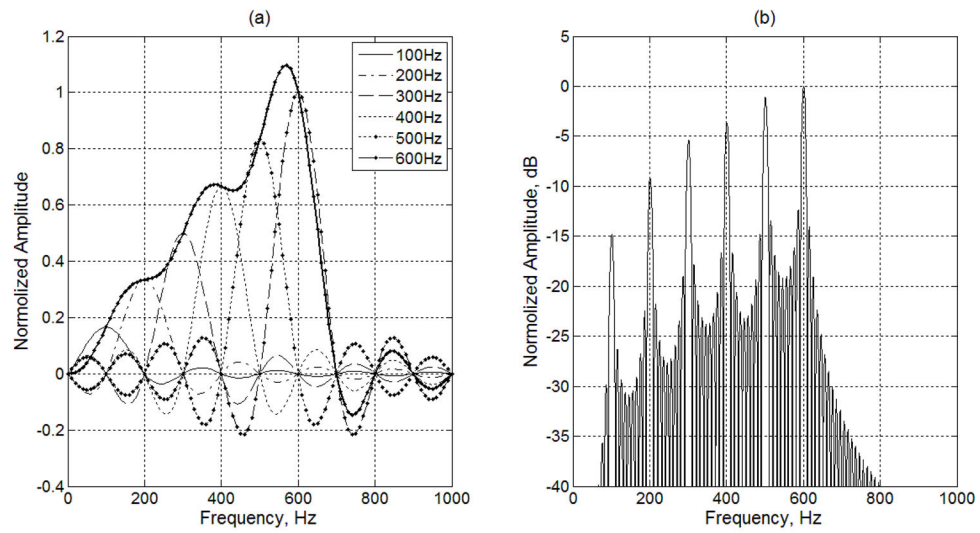 (a)
1.2
1
0.8
0.6
0.4
0.2
0
-0.2
-0.4
Normolized Amplitude
0
200
400
600
800
1000
Frequency, Hz
100Hz
200Hz
300Hz
400Hz
500Hz
600Hz
(b)
5
0
-5
-10
-15
-20
-25
-30
-35
-40
Normolized Amplitude, dB
0
200
400
600
800
1000
Frequency, Hz